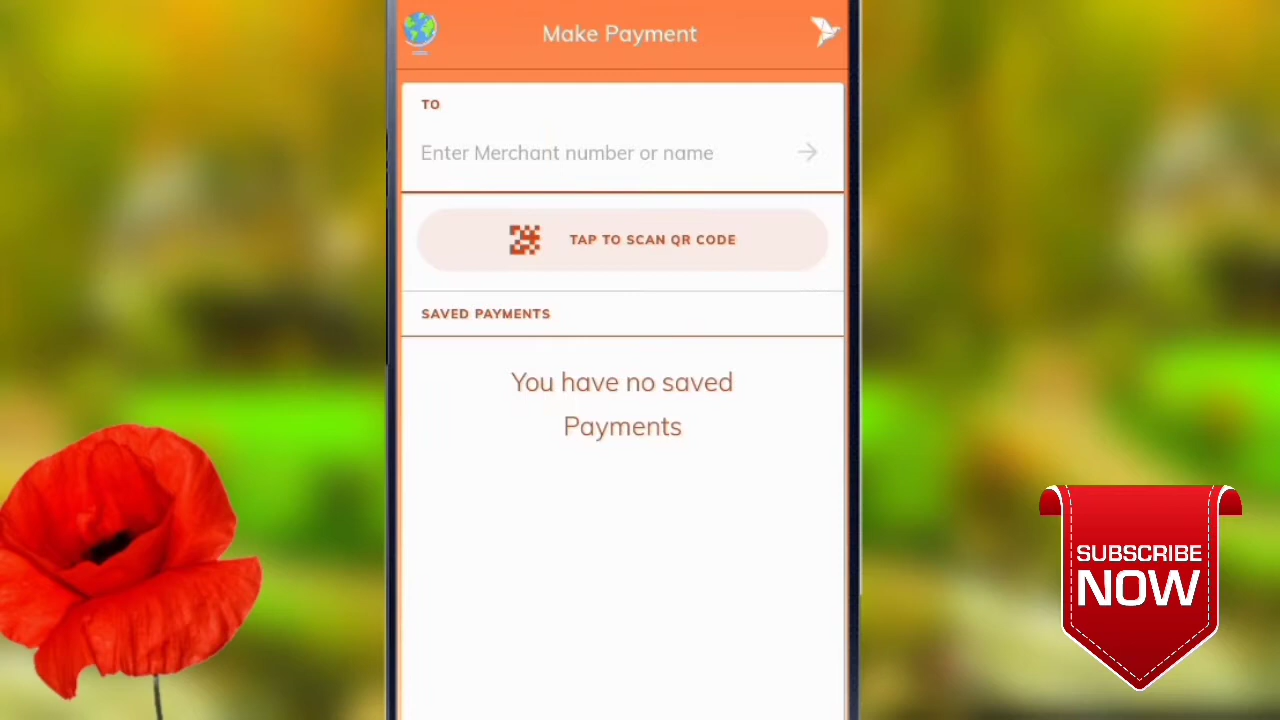 Make Payment
TO
Enter Merchant number or name
TAP TO SCAN QR CODE
SAVED PAYMENTS
You have no saved
Payments
SUBSCRIBE
NOW